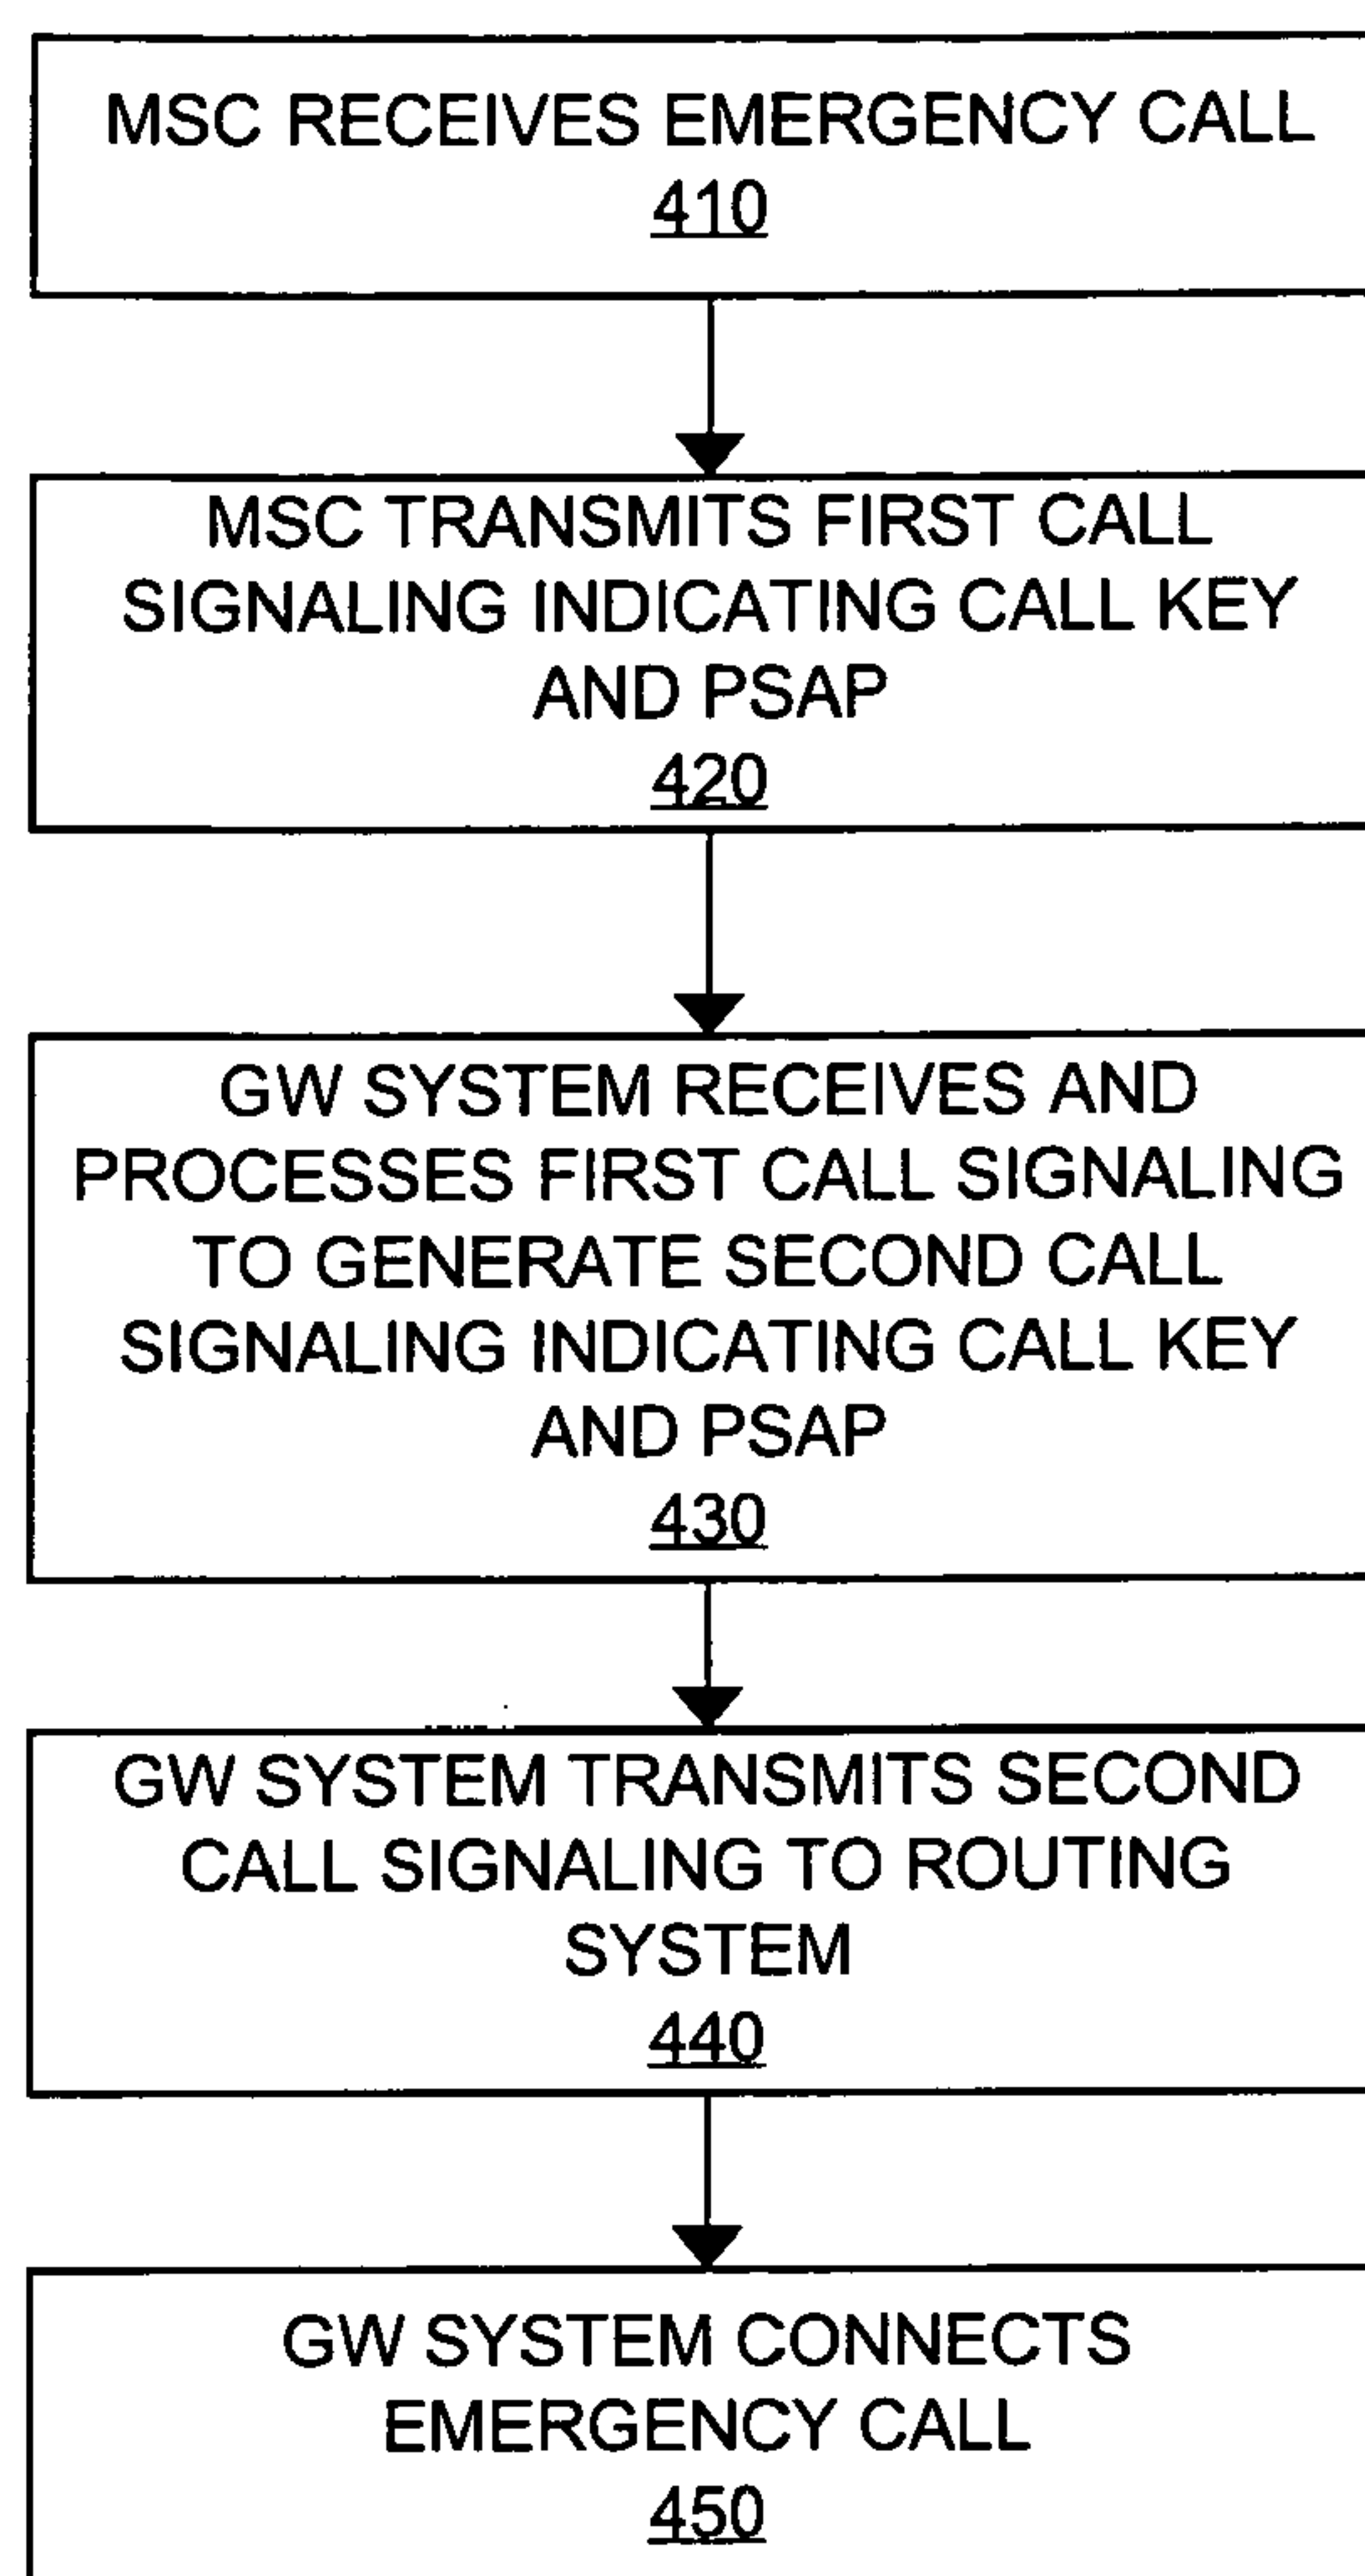 MSC RECEIVES EMERGENCY CALL
410
MSC TRANSMITS FIRST CALL
SIGNALING INDICATING CALL KEY
AND PSAP
420
GW SYSTEM RECEIVES AND
PROCESSES FIRST CALL SIGNALING
TO GENERATE SECOND CALL
SIGNALING INDICATING CALL KEY
AND PSAP
430
GW SYSTEM TRANSMITS SECOND
CALL SIGNALING TO ROUTING
SYSTEM
440
GW SYSTEM CONNECTS
EMERGENCY CALL
450